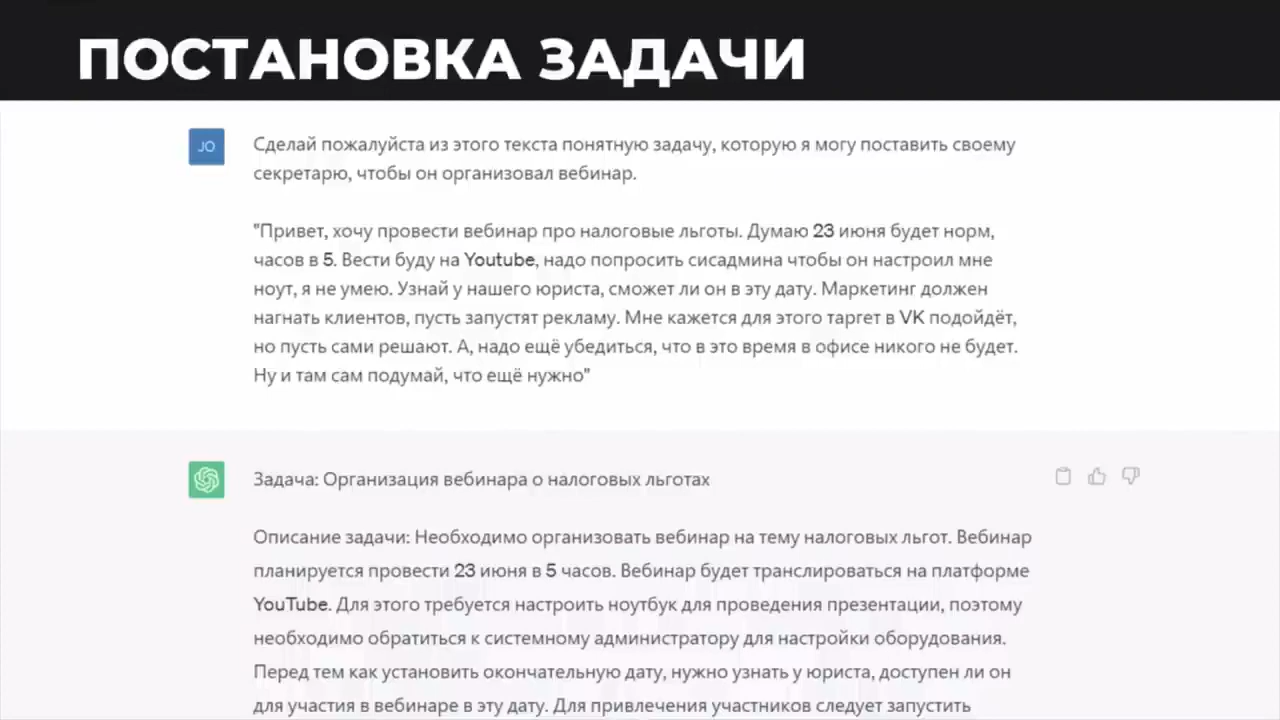 ПОСТАНОВКА ЗАДАЧИ
JO
Сделай пожалуйста из этого текста понятную задачу, которую я могу поставить своему
секретарю, чтобы он организовал вебинар.
"Привет, хочу провести вебинар про налоговые льготы. Думаю 23 июня будет норм,
часов в 5. Вести буду на Youtube, надо попросить сисадмина чтобы он настроил мне
ноут, я не умею. Узнай у нашего юриста, сможет ли он в эту дату. Маркетинг должен
нагнать клиентов, пусть запустят рекламу. Мне кажется для этого таргет в VK подойдёт,
но пусть сами решают. А, надо ещё убедиться, что в это время в офисе никого не будет.
Ну и там сам подумай, что ещё нужно"
Задача: Организация вебинара о налоговых льготах
Описание задачи: Необходимо организовать вебинар на тему налоговых льгот. Вебинар
планируется провести 23 июня в 5 часов. Вебинар будет транслироваться на платформе
YouTube. Для этого требуется настроить ноутбук для проведения презентации, поэтому
необходимо обратиться к системному администратору для настройки оборудования.
Перед тем как установить окончательную дату, нужно узнать у юриста, доступен ли он
для участия в вебинаре в эту дату. Для привлечения участников следует запустить